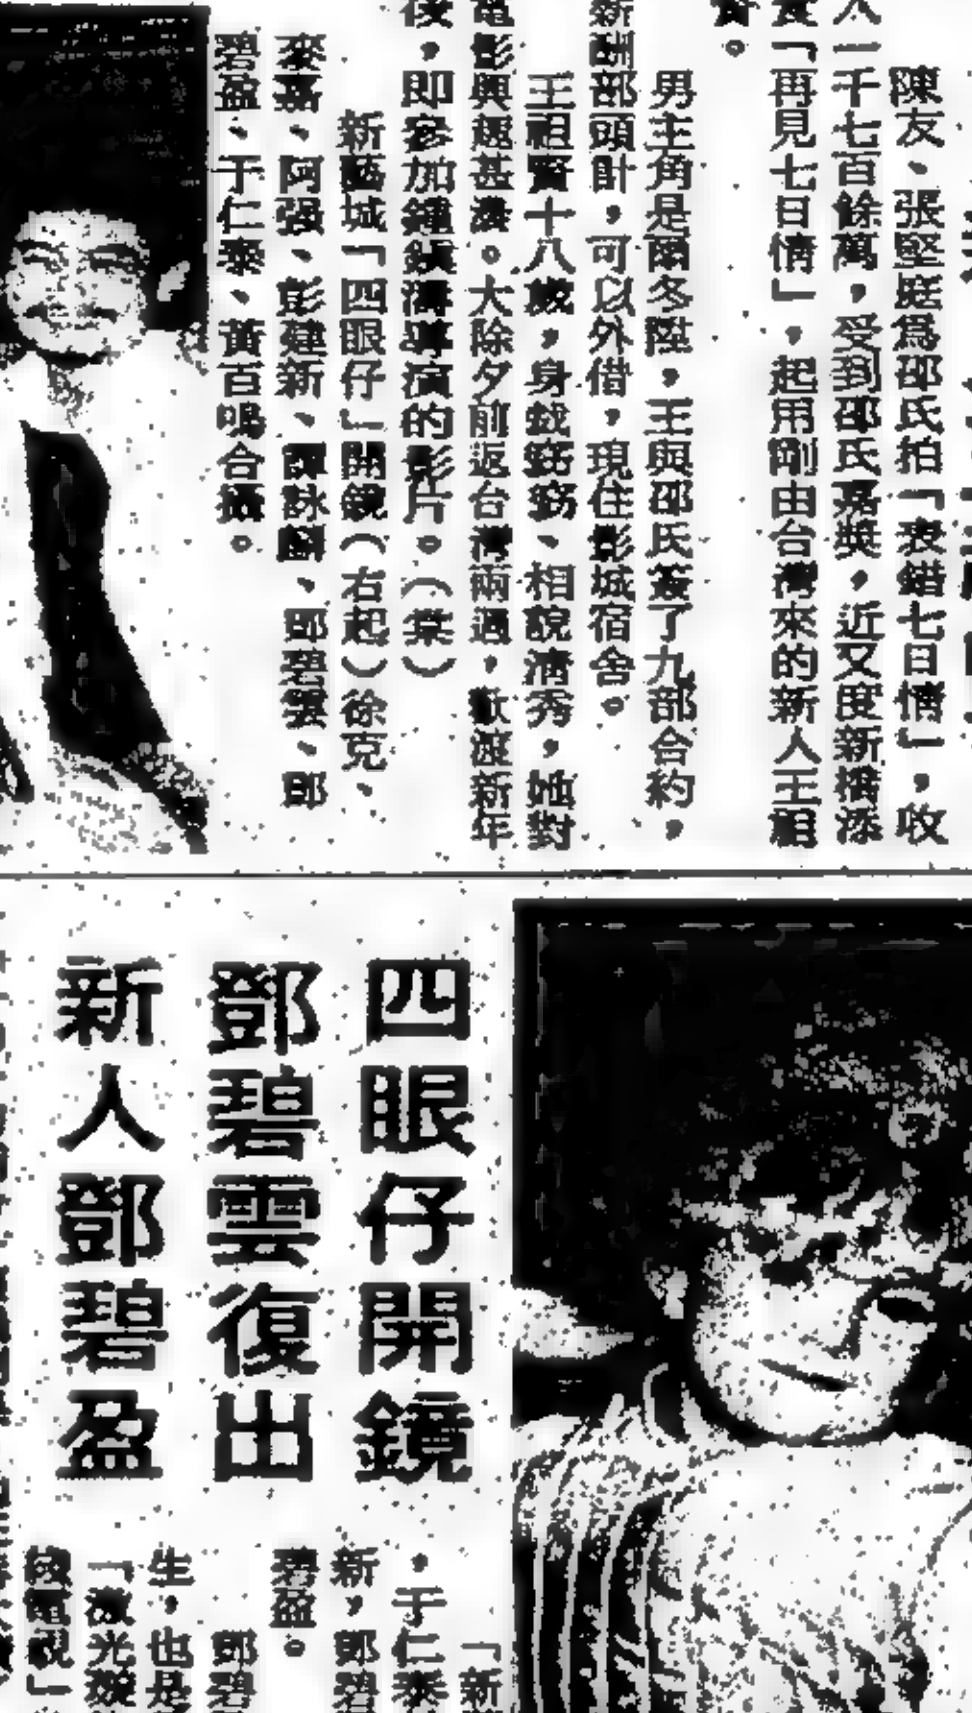 陳友、張堅庭爲邵氏拍「表錯七日情」，收
一千七百餘萬，受到邵氏嘉獎，近又度新橋添
「再見七日情」，起用剛由台灣來的新人王祖
賢。
男主角是爾冬陞，王與邵氏簽了九部合約，
薪酬部頭計，可以外借，現住影城宿舍。
王祖賢十八歲，身裁窈窕、相貌清秀，她對
電影興趣甚濃。大除夕前返台灣兩週，歡渡新年
後，即參加鍾鎮濤導演的影片。（棠）
新藝城「四眼仔」開鏡（右起）徐克、
麥嘉、阿強、彭建新、譚詠麟、鄧碧雲、鄧
碧盈、于仁泰、黃百鳴合攝。
四眼仔開鏡
鄧碧雲復出
新人鄧碧盈
「新
，于仁泰
新，鄧碧
碧盈。
鄧碧
生，也是
「激光
電視」